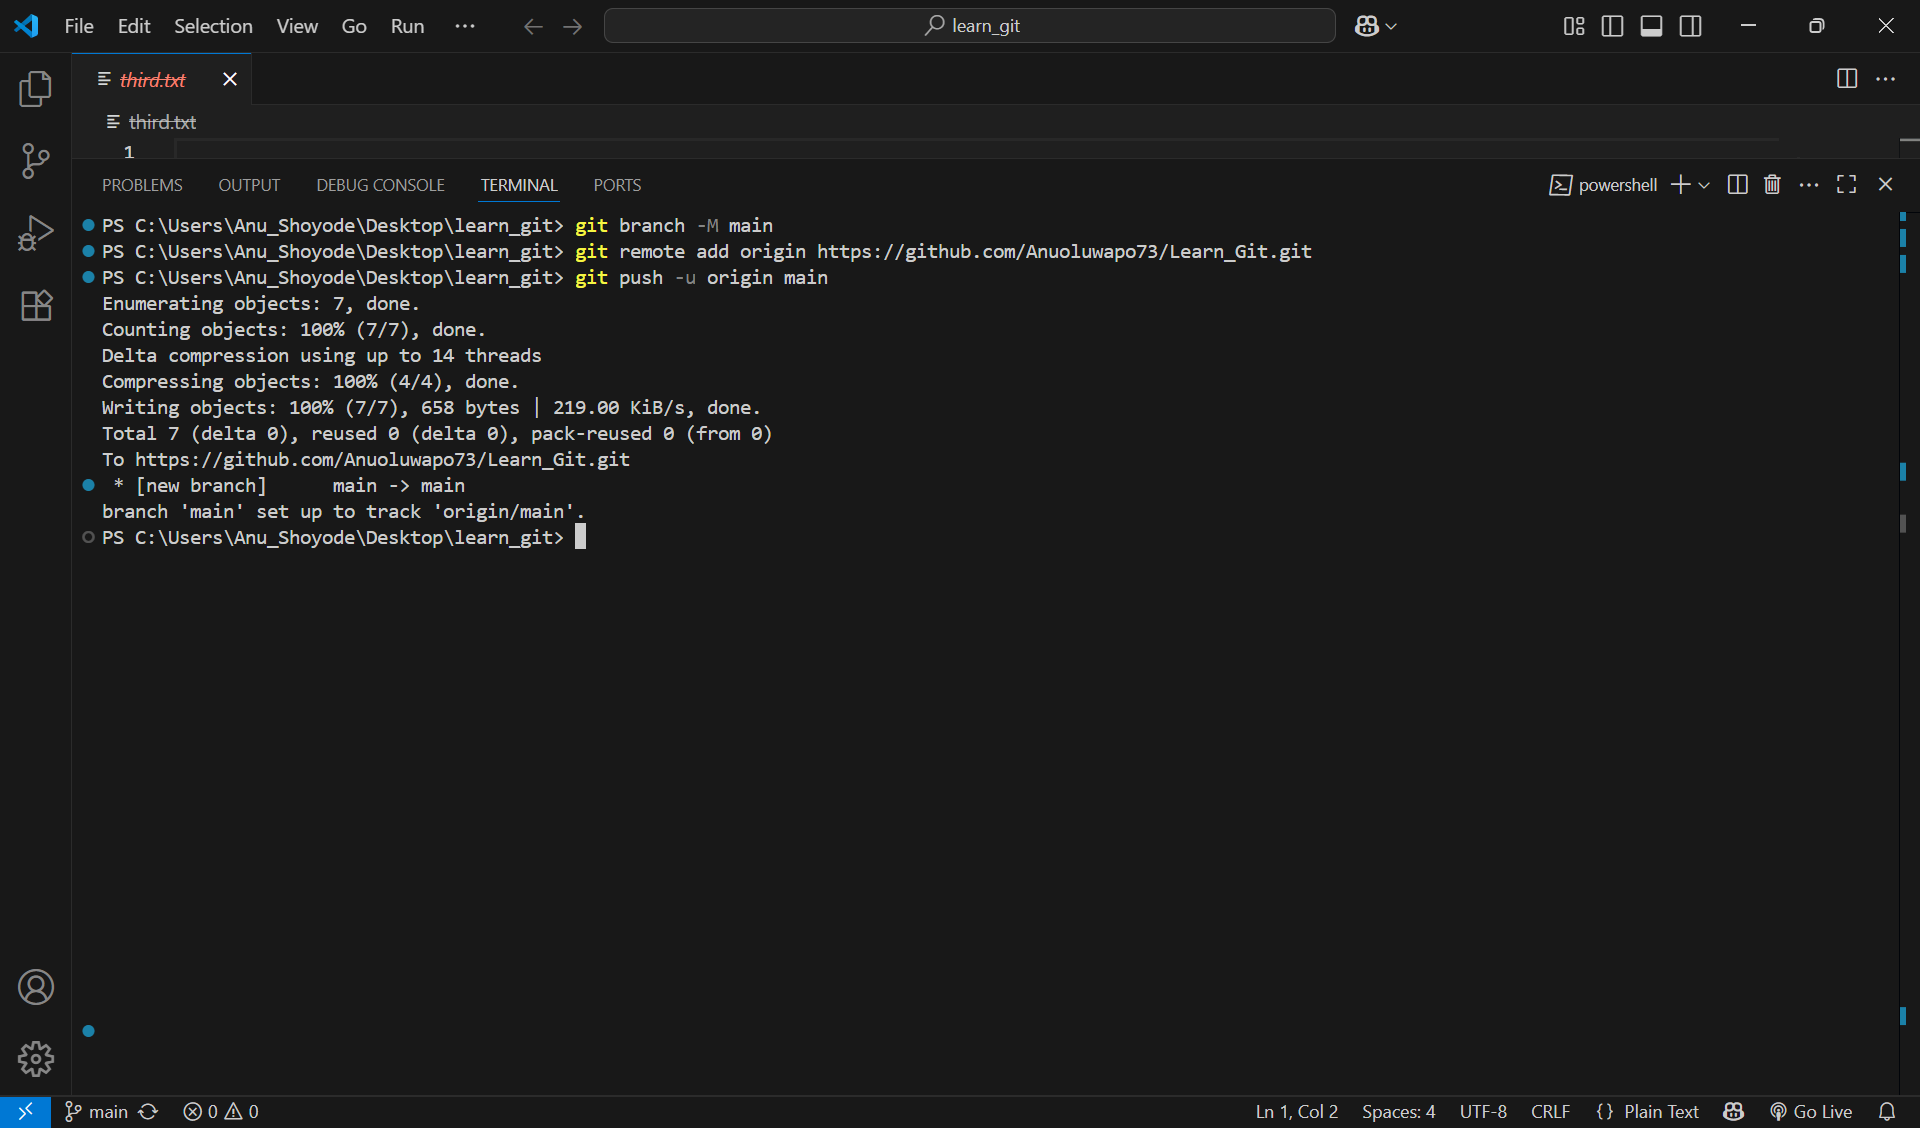 File Edit Selection View Go Run ··· learn_git
third.txt
third.txt
1
PROBLEMS OUTPUT DEBUG CONSOLE TERMINAL PORTS powershell
PS C:\Users\Anu_Shoyode\Desktop\learn_git> git branch -M main
PS C:\Users\Anu_Shoyode\Desktop\learn_git> git remote add origin https://github.com/Anuoluwapo73/Learn_Git.git
PS C:\Users\Anu_Shoyode\Desktop\learn_git> git push -u origin main
Enumerating objects: 7, done.
Counting objects: 100% (7/7), done.
Delta compression using up to 14 threads
Compressing objects: 100% (4/4), done.
Writing objects: 100% (7/7), 658 bytes | 219.00 KiB/s, done.
Total 7 (delta 0), reused 0 (delta 0), pack-reused 0 (from 0)
To https://github.com/Anuoluwapo73/Learn_Git.git
 * [new branch]      main -> main
branch 'main' set up to track 'origin/main'.
PS C:\Users\Anu_Shoyode\Desktop\learn_git>
main 0 0 Ln 1, Col 2 Spaces: 4 UTF-8 CRLF {} Plain Text Go Live